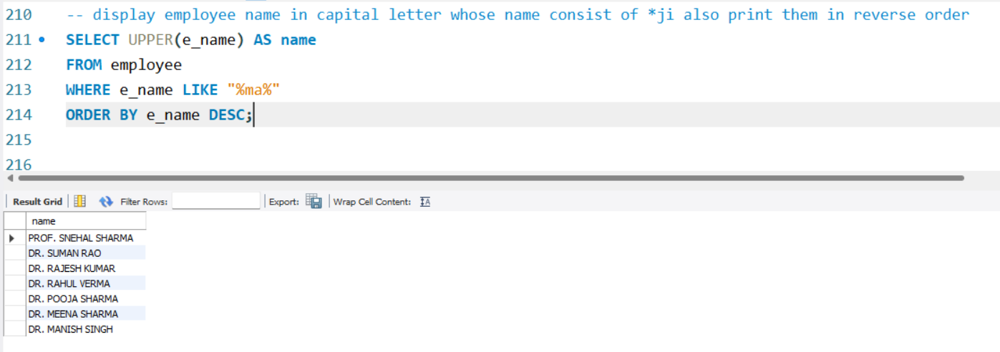 210 -- display employee name in capital letter whose name consist of *ji also print them in reverse order
211 SELECT UPPER(e_name) AS name
212 FROM employee
213 WHERE e_name LIKE "%ma%"
214 ORDER BY e_name DESC;
215
216
Result Grid Filter Rows: Export: Wrap Cell Content: IA
name
PROF. SNEHAL SHARMA
DR. SUMAN RAO
DR. RAJESH KUMAR
DR. RAHUL VERMA
DR. POOJA SHARMA
DR. MEENA SHARMA
DR. MANISH SINGH